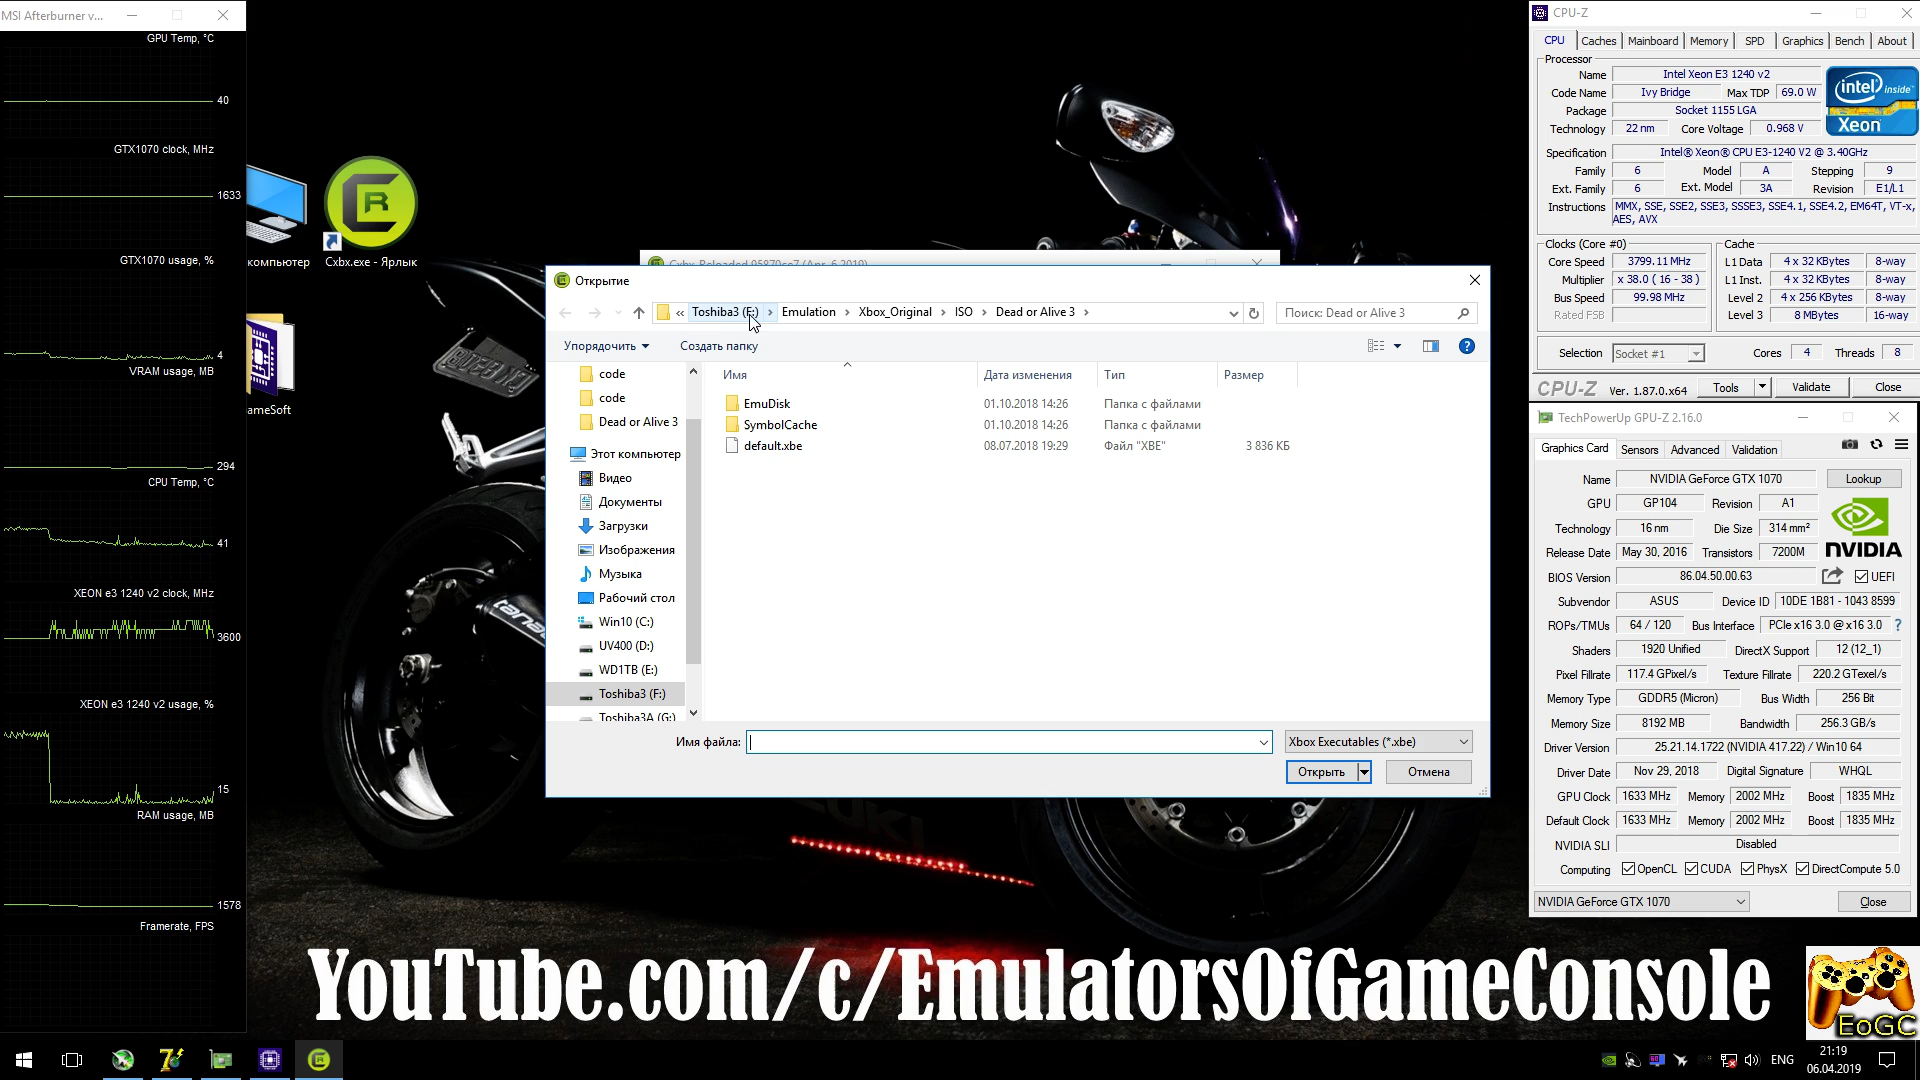 MSI Afterburner v...
GPU Temp, °C
40
GTX1070 clock, MHz
1633
GTX1070 usage, %
4
VRAM usage, MB
294
CPU Temp, °C
41
XEON e3 1240 v2 clock, MHz
3600
XEON e3 1240 v2 usage, %
15
RAM usage, MB
1578
Framerate, FPS
компьютер
Cxbx.exe - Ярлык
ameSoft
Открытие
« Toshiba3 (F:) › Emulation › Xbox_Original › ISO › Dead or Alive 3 ›
Поиск: Dead or Alive 3
Упорядочить
Создать папку
code
code
Dead or Alive 3
Этот компьютер
Видео
Документы
Загрузки
Изображения
Музыка
Рабочий стол
Win10 (C:)
UV400 (D:)
WD1TB (E:)
Toshiba3 (F:)
Toshiba3A (G:)
Имя Дата изменения Тип Размер
EmuDisk 01.10.2018 14:26 Папка с файлами
SymbolCache 01.10.2018 14:26 Папка с файлами
default.xbe 08.07.2018 19:29 Файл "XBE" 3 836 КБ
Имя файла:
Xbox Executables (*.xbe)
Открыть Отмена
CPU-Z
CPU Caches Mainboard Memory SPD Graphics Bench About
Processor
Name Intel Xeon E3 1240 v2
Code Name Ivy Bridge Max TDP 69.0 W
Package Socket 1155 LGA
Technology 22 nm Core Voltage 0.968 V
intel inside
Xeon
Specification Intel® Xeon® CPU E3-1240 V2 @ 3.40GHz
Family 6 Model A Stepping 9
Ext. Family 6 Ext. Model 3A Revision E1/L1
Instructions MMX, SSE, SSE2, SSE3, SSSE3, SSE4.1, SSE4.2, EM64T, VT-x,
AES, AVX
Clocks (Core #0)
Core Speed 3799.11 MHz
Multiplier x 38.0 ( 16 - 38 )
Bus Speed 99.98 MHz
Rated FSB
Cache
L1 Data 4 x 32 KBytes 8-way
L1 Inst. 4 x 32 KBytes 8-way
Level 2 4 x 256 KBytes 8-way
Level 3 8 MBytes 16-way
Selection Socket #1 Cores 4 Threads 8
CPU-Z Ver. 1.87.0.x64 Tools Validate Close
TechPowerUp GPU-Z 2.16.0
Graphics Card Sensors Advanced Validation
Name NVIDIA GeForce GTX 1070 Lookup
GPU GP104 Revision A1
Technology 16 nm Die Size 314 mm²
Release Date May 30, 2016 Transistors 7200M
NVIDIA
BIOS Version 86.04.50.00.63 UEFI
Subvendor ASUS Device ID 10DE 1B81 - 1043 8599
ROPs/TMUs 64 / 120 Bus Interface PCIe x16 3.0 @ x16 3.0 ?
Shaders 1920 Unified DirectX Support 12 (12_1)
Pixel Fillrate 117.4 GPixel/s Texture Fillrate 220.2 GTexel/s
Memory Type GDDR5 (Micron) Bus Width 256 Bit
Memory Size 8192 MB Bandwidth 256.3 GB/s
Driver Version 25.21.14.1722 (NVIDIA 417.22) / Win10 64
Driver Date Nov 29, 2018 Digital Signature WHQL
GPU Clock 1633 MHz Memory 2002 MHz Boost 1835 MHz
Default Clock 1633 MHz Memory 2002 MHz Boost 1835 MHz
NVIDIA SLI Disabled
Computing OpenCL CUDA PhysX DirectCompute 5.0
NVIDIA GeForce GTX 1070 Close
YouTube.com/c/EmulatorsOfGameConsole
EoGC
ENG
21:19
06.04.2019